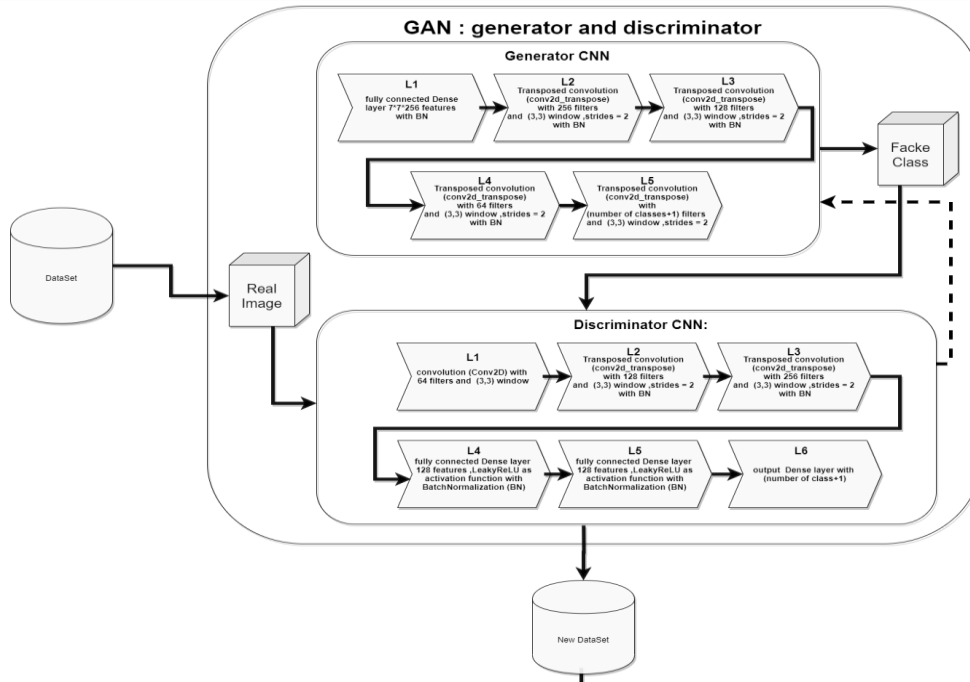 GAN : generator and discriminator
Generator CNN
L1
fully connected Dense
layer 7*7*256 features
with BN
L2
Transposed convolution
(conv2d_transpose)
with 256 filters
and (3,3) window ,strides = 2
with BN
L3
Transposed convolution
(conv2d_transpose)
with 128 filters
and (3,3) window ,strides = 2
with BN
L4
Transposed convolution
(conv2d_transpose)
with 64 filters
and (3,3) window ,strides = 2
with BN
L5
Transposed convolution
(conv2d_transpose)
with
(number of classes+1) filters
and (3,3) window ,strides = 2
Facke
Class
DataSet
Real
Image
Discriminator CNN:
L1
convolution (Conv2D) with
64 filters and (3,3) window
L2
Transposed convolution
(conv2d_transpose)
with 128 filters
and (3,3) window ,strides = 2
with BN
L3
Transposed convolution
(conv2d_transpose)
with 256 filters
and (3,3) window ,strides = 2
with BN
L4
fully connected Dense layer
128 features ,LeakyReLU as
activation function with
BatchNormalization (BN)
L5
fully connected Dense layer
128 features ,LeakyReLU as
activation function with
BatchNormalization (BN)
L6
output Dense layer with
(number of class+1)
New DataSet